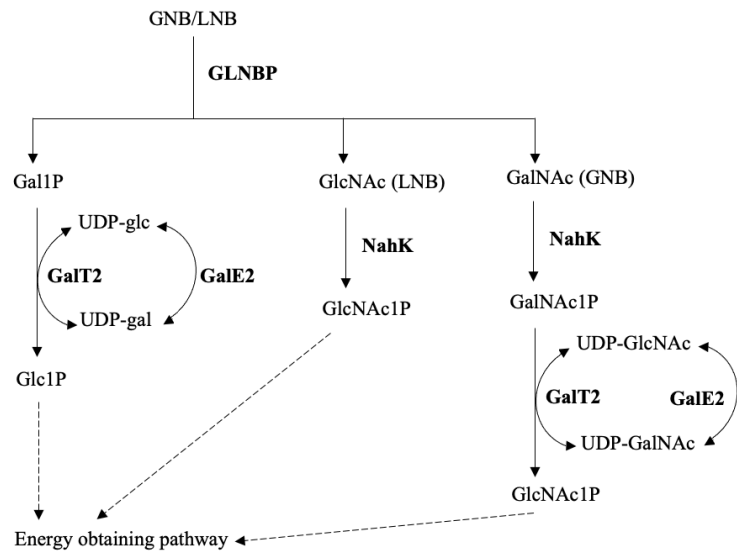 GNB/LNB
GLNBP
Gal1P
GlcNAc (LNB)
GalNAc (GNB)
UDP-glc
GalT2
GalE2
UDP-gal
Glc1P
NahK
GlcNAc1P
NahK
GalNAc1P
UDP-GlcNAc
GalT2
GalE2
UDP-GalNAc
GlcNAc1P
Energy obtaining pathway